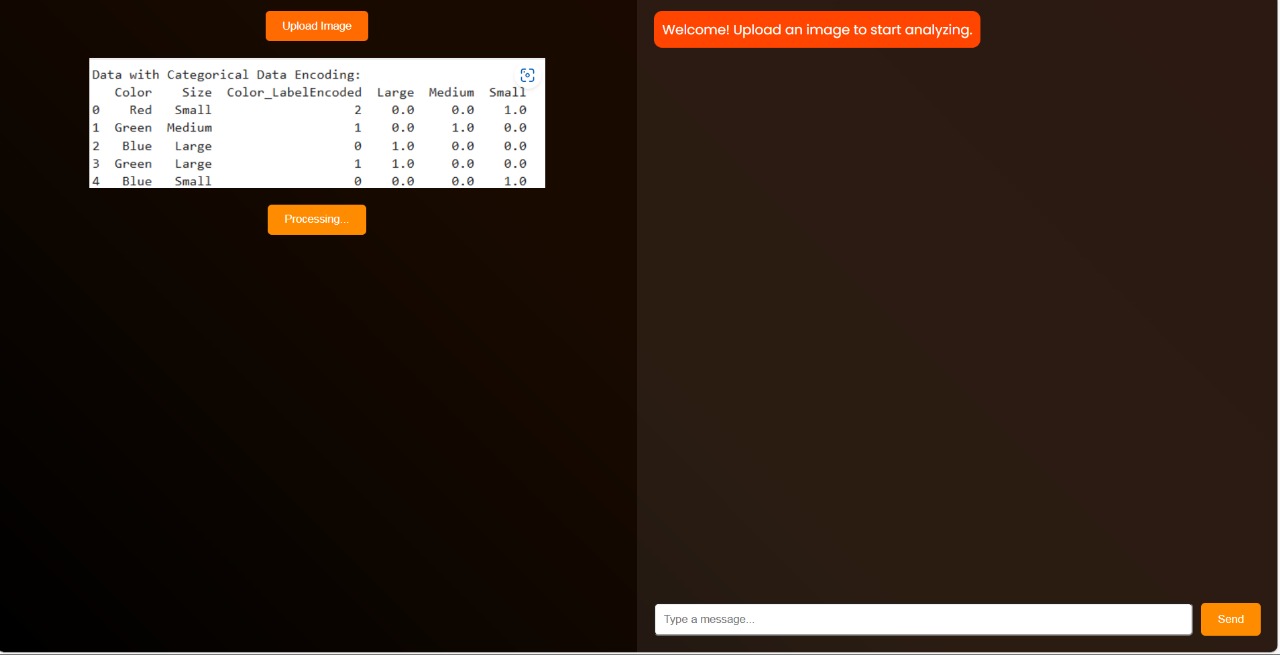 Upload Image
Data with Categorical Data Encoding:
Color Size Color_LabelEncoded Large Medium Small
0 Red Small 2 0.0 0.0 1.0
1 Green Medium 1 0.0 1.0 0.0
2 Blue Large 0 1.0 0.0 0.0
3 Green Large 1 1.0 0.0 0.0
4 Blue Small 0 0.0 0.0 1.0
Processing...
Welcome! Upload an image to start analyzing.
Type a message...
Send